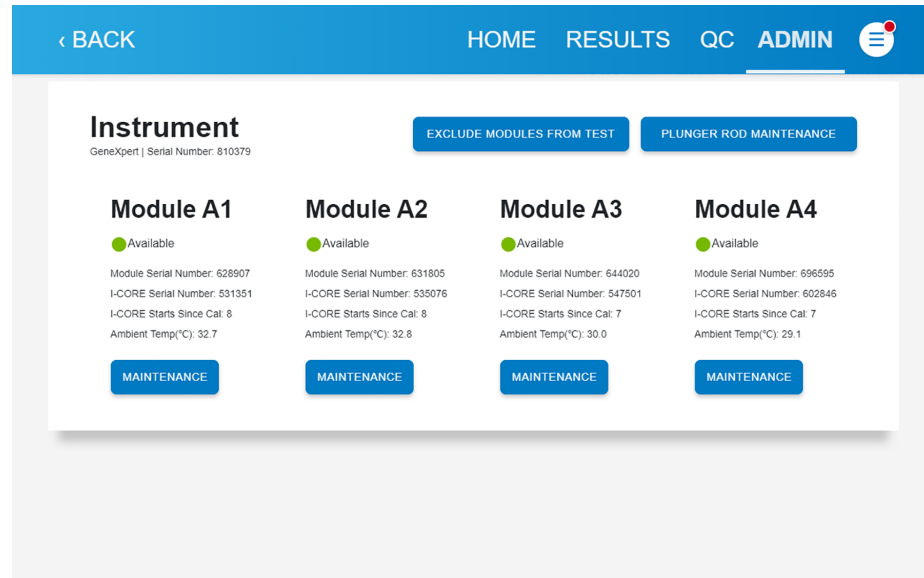 ‹ BACK
HOME RESULTS QC ADMIN
Instrument
GeneXpert | Serial Number: 810379
EXCLUDE MODULES FROM TEST
PLUNGER ROD MAINTENANCE
Module A1
Available
Module Serial Number: 628907
I-CORE Serial Number: 531351
I-CORE Starts Since Cal: 8
Ambient Temp(°C): 32.7
MAINTENANCE
Module A2
Available
Module Serial Number: 631805
I-CORE Serial Number: 535076
I-CORE Starts Since Cal: 8
Ambient Temp(°C): 32.8
MAINTENANCE
Module A3
Available
Module Serial Number: 644020
I-CORE Serial Number: 547501
I-CORE Starts Since Cal: 7
Ambient Temp(°C): 30.0
MAINTENANCE
Module A4
Available
Module Serial Number: 696595
I-CORE Serial Number: 602846
I-CORE Starts Since Cal: 7
Ambient Temp(°C): 29.1
MAINTENANCE